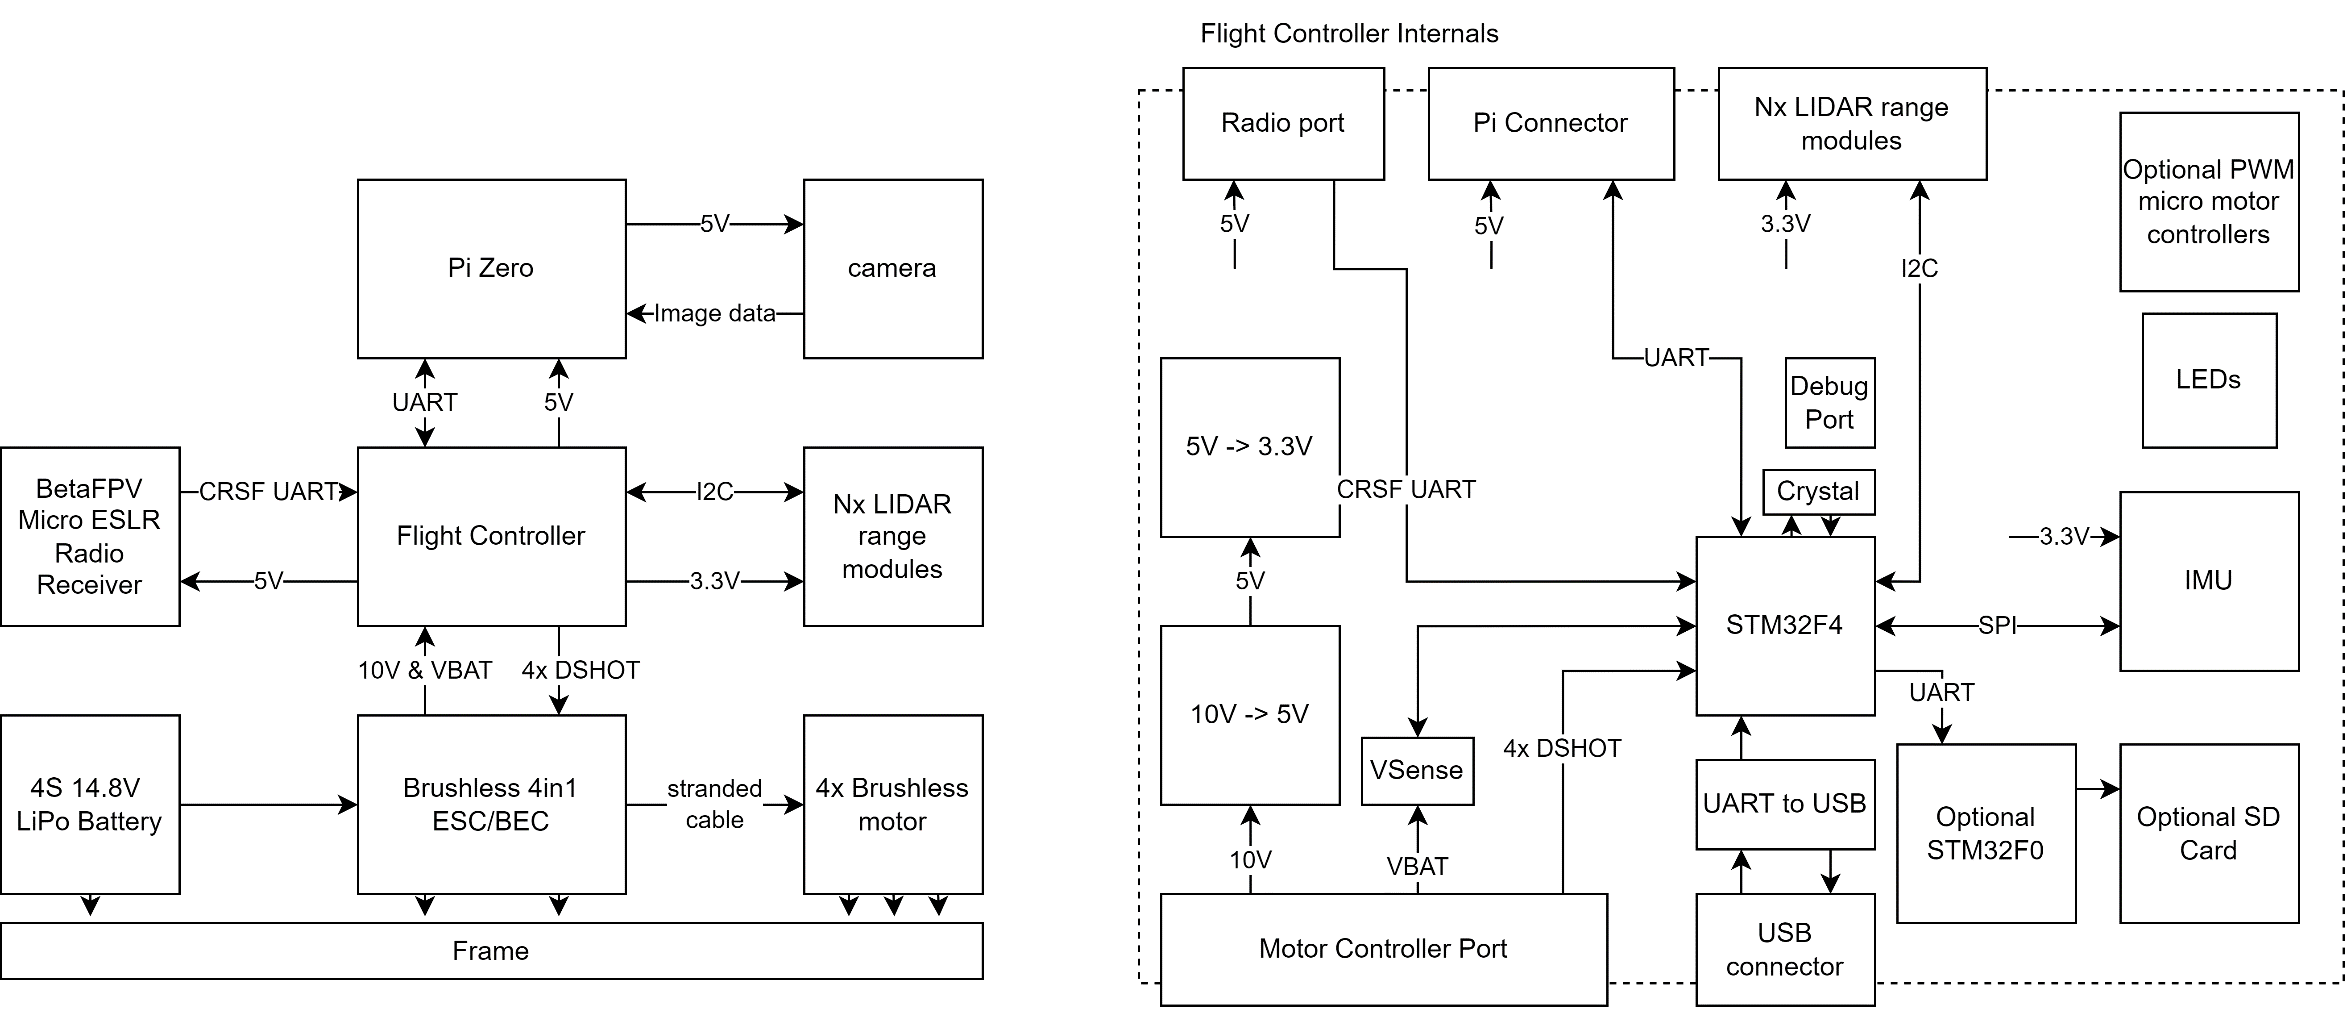 Flight Controller Internals
Pi Zero
5V
camera
Image data
UART
5V
BetaFPV
Micro ESLR
Radio
Receiver
CRSF UART
5V
Flight Controller
I2C
3.3V
Nx LIDAR
range
modules
10V & VBAT
4x DSHOT
4S 14.8V
LiPo Battery
Brushless 4in1
ESC/BEC
stranded
cable
4x Brushless
motor
Frame
Radio port
Pi Connector
Nx LIDAR range
modules
Optional PWM
micro motor
controllers
5V
5V
3.3V
I2C
LEDs
UART
Debug
Port
5V -> 3.3V
CRSF UART
Crystal
3.3V
IMU
5V
STM32F4
SPI
10V -> 5V
UART
4x DSHOT
VSense
UART to USB
Optional
STM32F0
Optional SD
Card
10V
VBAT
Motor Controller Port
USB
connector